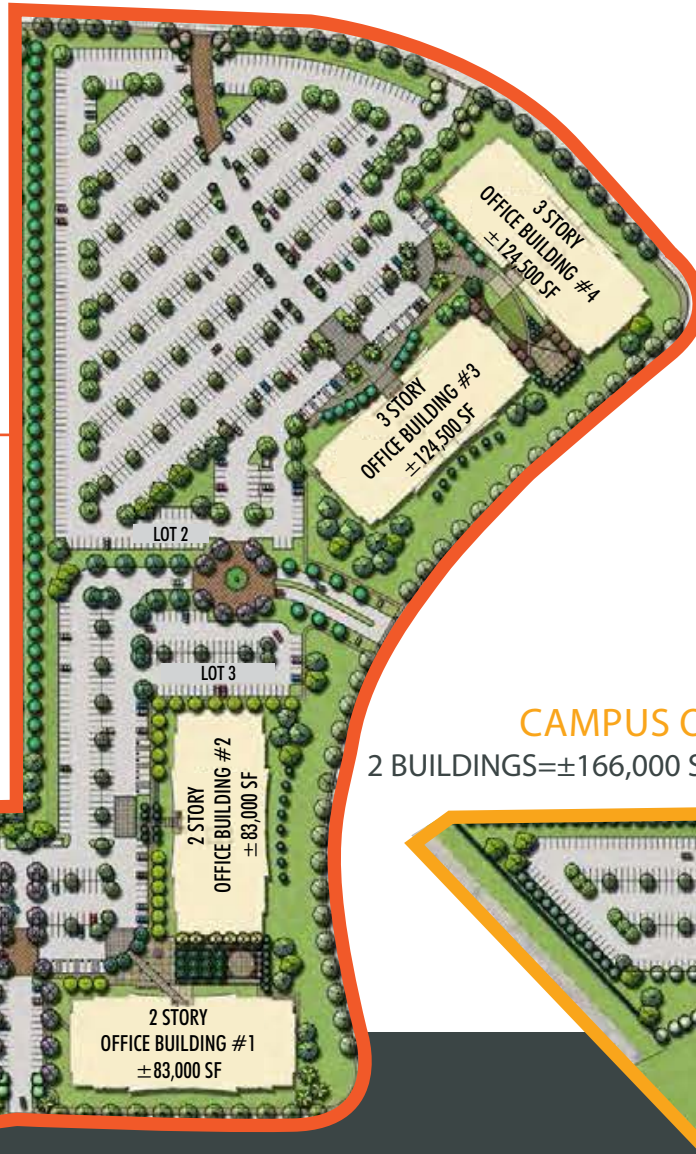 3 STORY
OFFICE BUILDING #4
±124,500 SF
3 STORY
OFFICE BUILDING #3
±124,500 SF
LOT 2
LOT 3
CAMPUS
2 BUILDINGS=±166,000
2 STORY
OFFICE BUILDING #2
±83,000 SF
2 STORY
OFFICE BUILDING #1
±83,000 SF